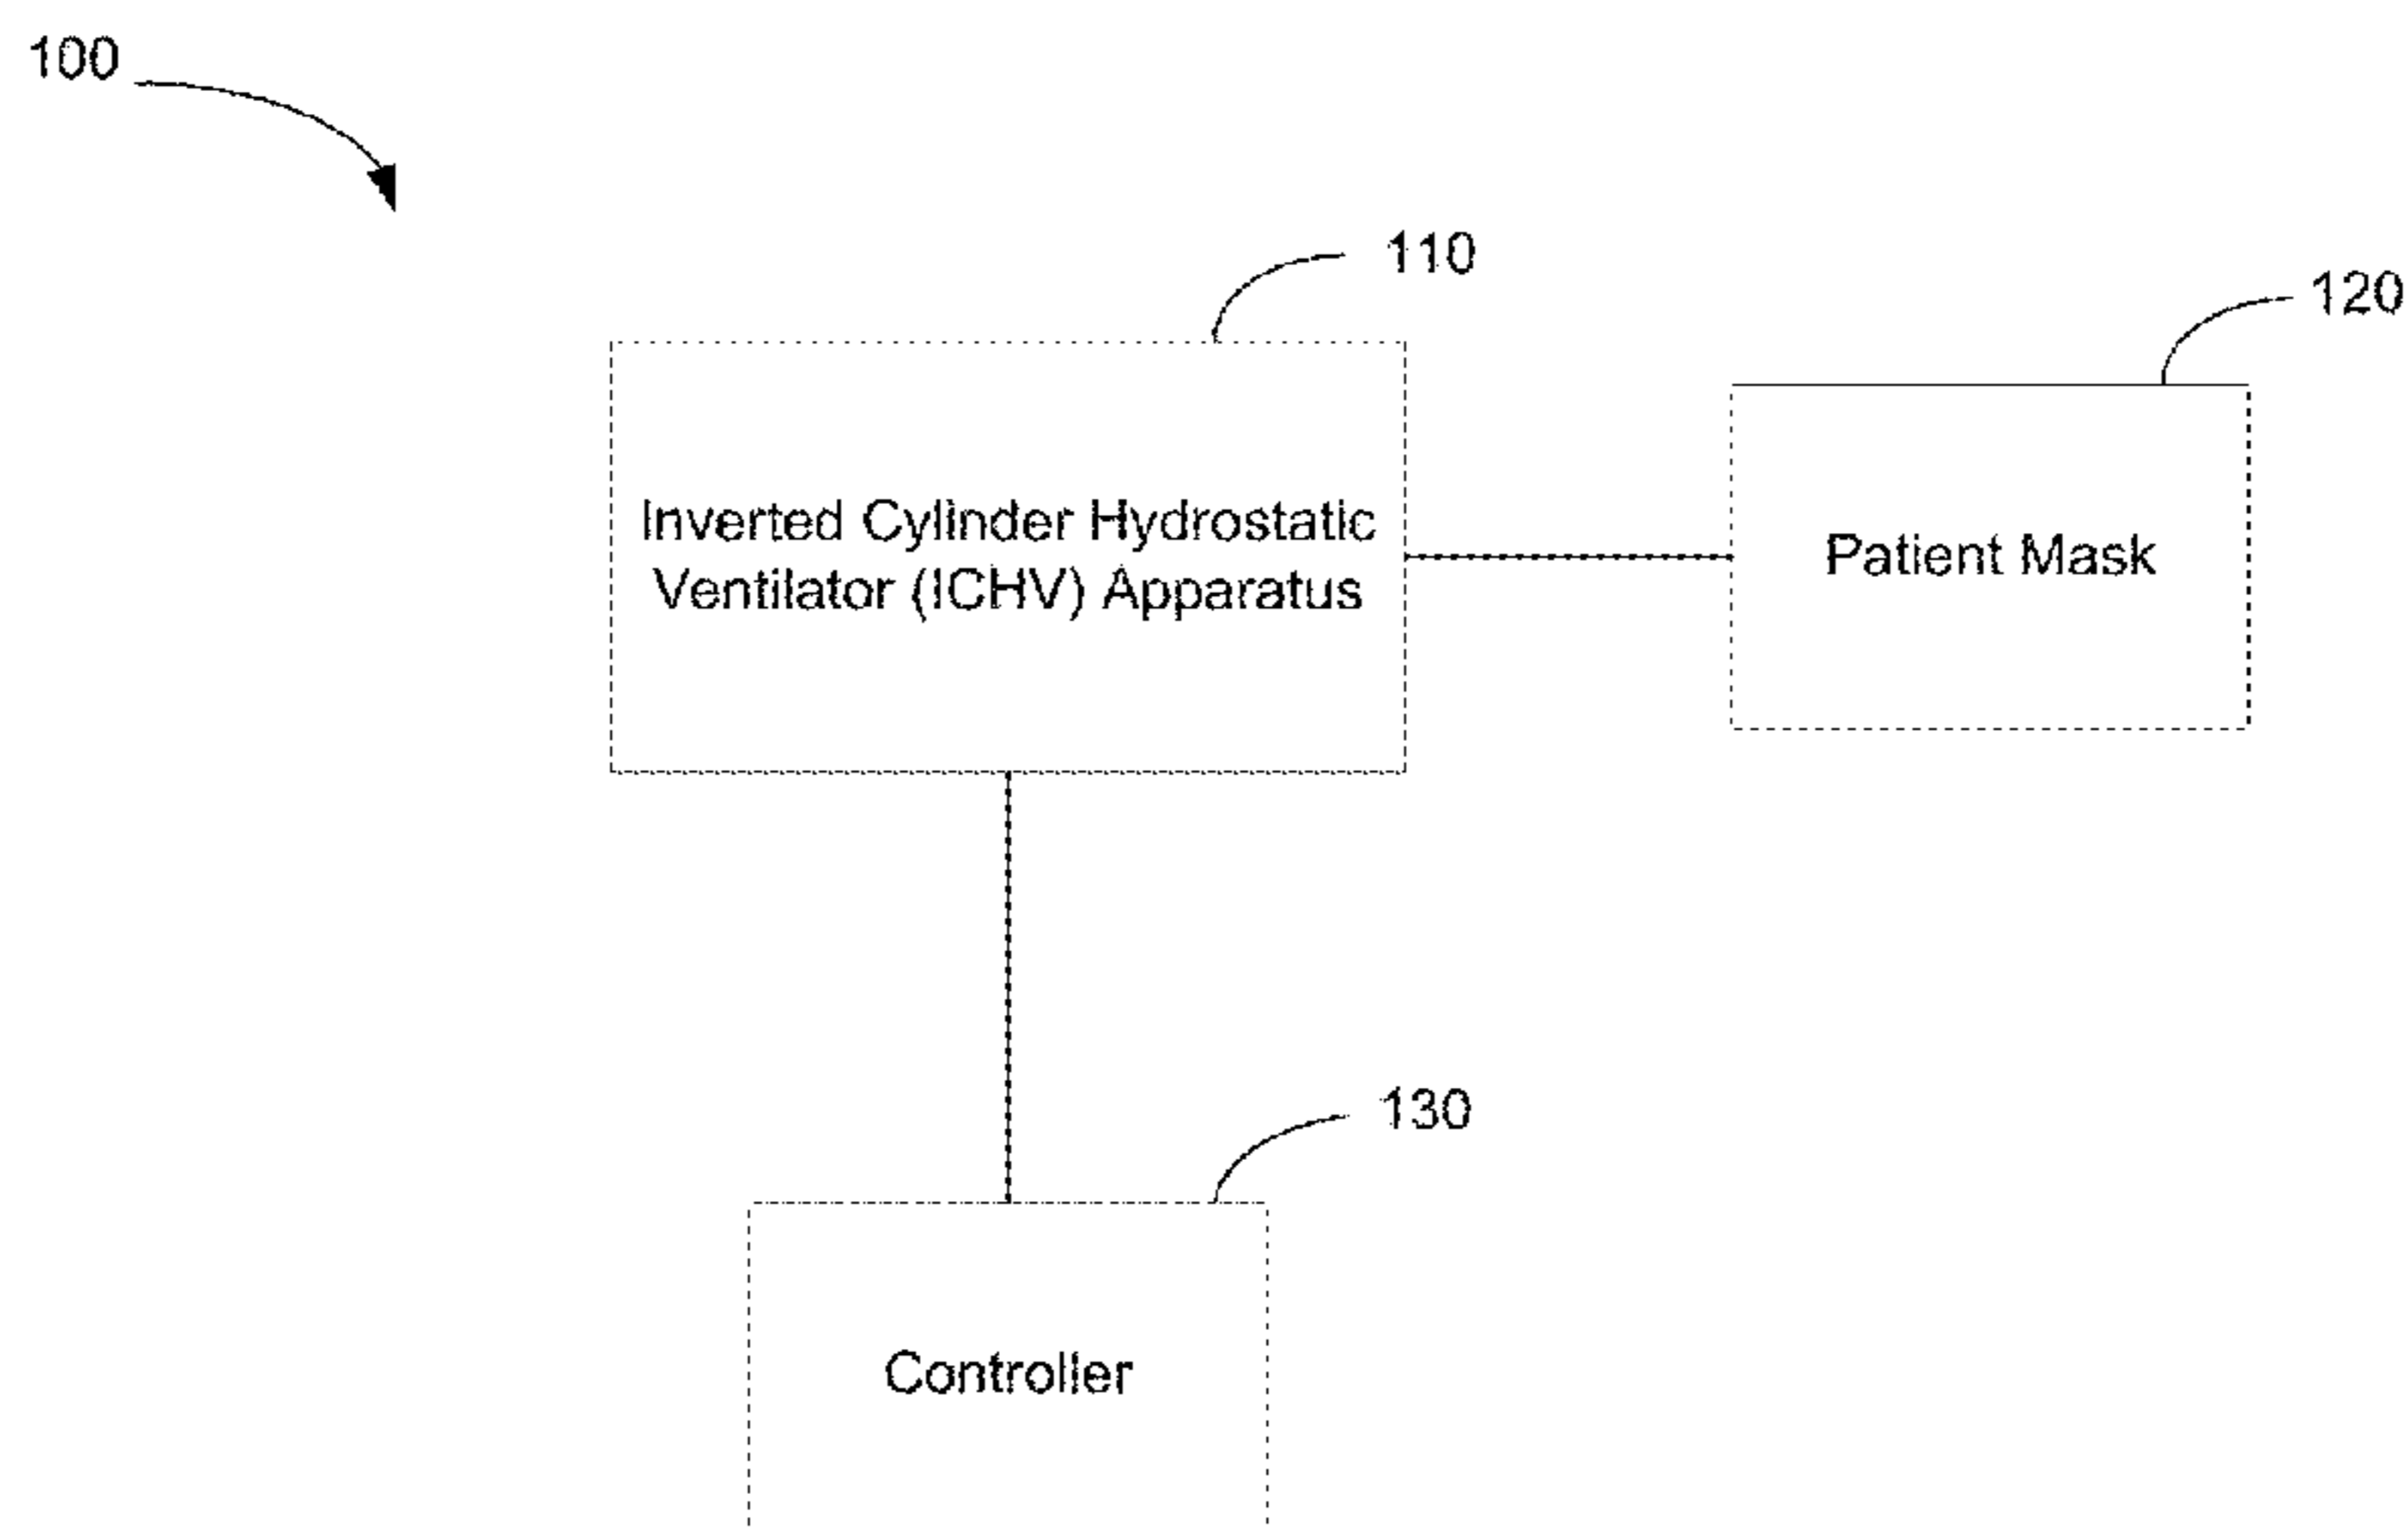 100
110
120
Inverted Cylinder Hydrostatic
Ventilator (ICHV) Apparatus
Patient Mask
130
Controller